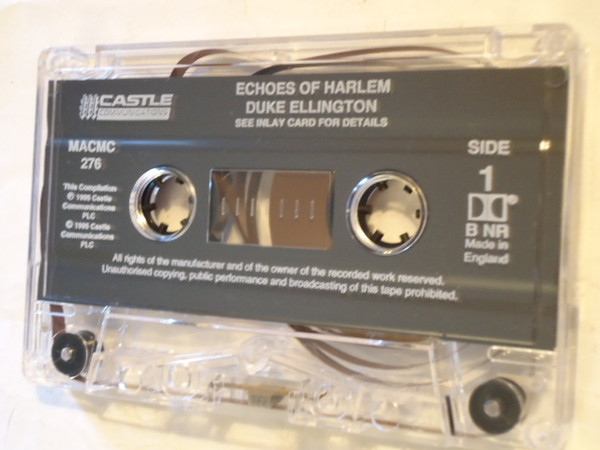 CASTLE
COMMUNICATIONS
ECHOES OF HARLEM
DUKE ELLINGTON
SEE INLAY CARD FOR DETAILS
MACMC
276
This Compilation
℗ 1995 Castle
Communications
PLC
© 1995 Castle
Communications
PLC
SIDE
1
B NR
Made in
England
All rights of the manufacturer and of the owner of the recorded work reserved.
Unauthorised copying, public performance and broadcasting of this tape prohibited.